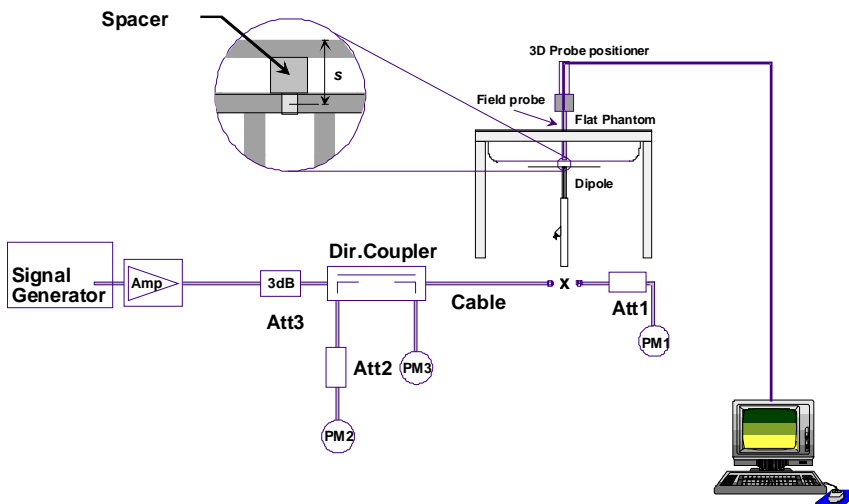 Spacer
s
3D Probe positioner
Field probe
Flat Phantom
Dipole
Signal
Generator
Amp
3dB
Att3
Dir.Coupler
Cable
x
Att1
PM1
Att2
PM3
PM2